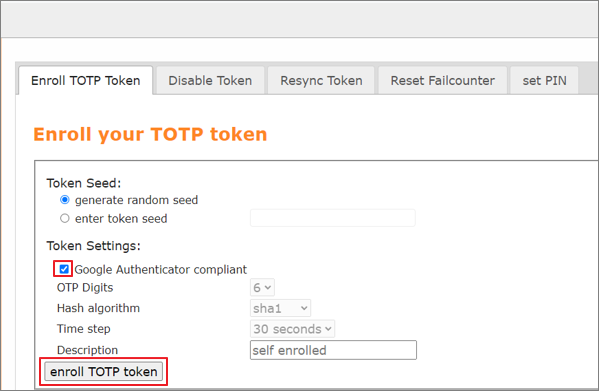 Enroll TOTP Token Disable Token Resync Token Reset Failcounter set PIN
Enroll your TOTP token
Token Seed:
generate random seed
enter token seed
Token Settings:
Google Authenticator compliant
OTP Digits 6
Hash algorithm sha1
Time step 30 seconds
Description self enrolled
enroll TOTP token